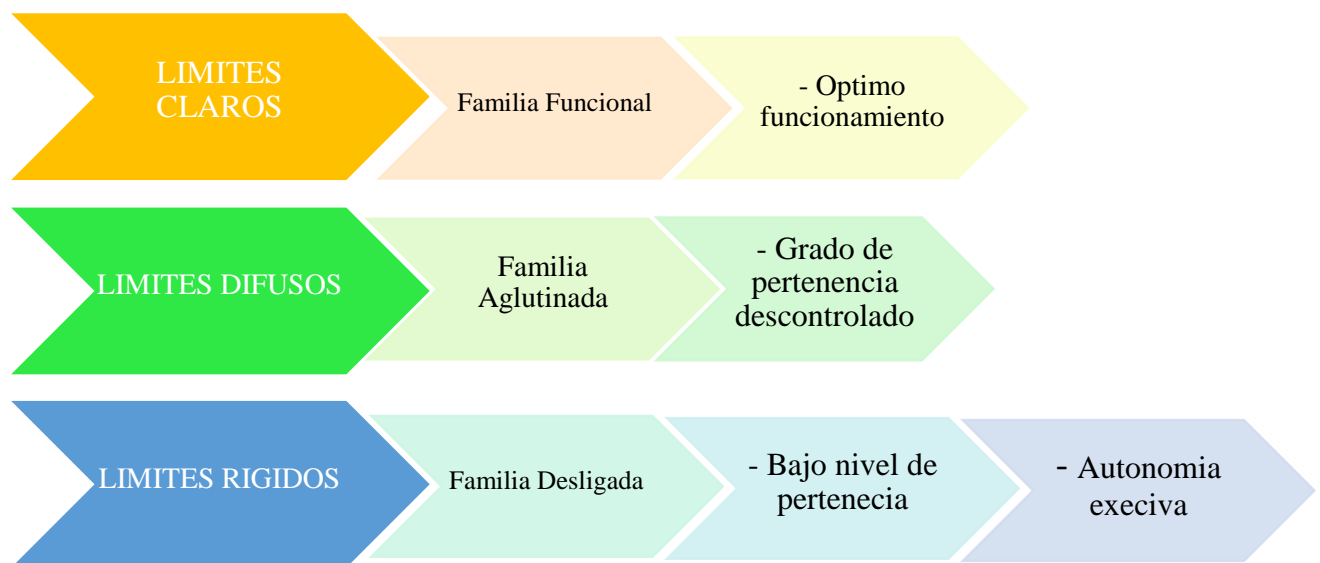 LIMITES
CLAROS
Familia Funcional
- Optimo
funcionamiento
LIMITES DIFUSOS
Familia
Aglutinada
- Grado de
pertenencia
descontrolado
LIMITES RIGIDOS
Familia Desligada
- Bajo nivel de
pertenecia
- Autonomia
execiva